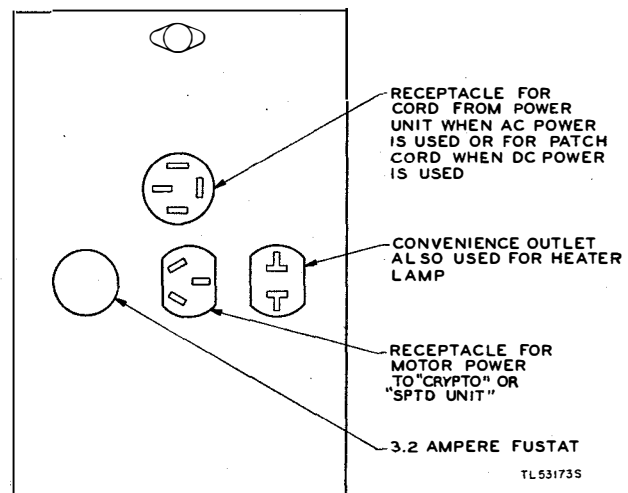 RECEPTACLE FOR
CORD FROM POWER
UNIT WHEN AC POWER
IS USED OR FOR PATCH
CORD WHEN DC POWER
IS USED
CONVENIENCE OUTLET
ALSO USED FOR HEATER
LAMP
RECEPTACLE FOR
MOTOR POWER
TO "CRYPTO" OR
"SPTD UNIT"
3.2 AMPERE FUSTAT
TL53173S